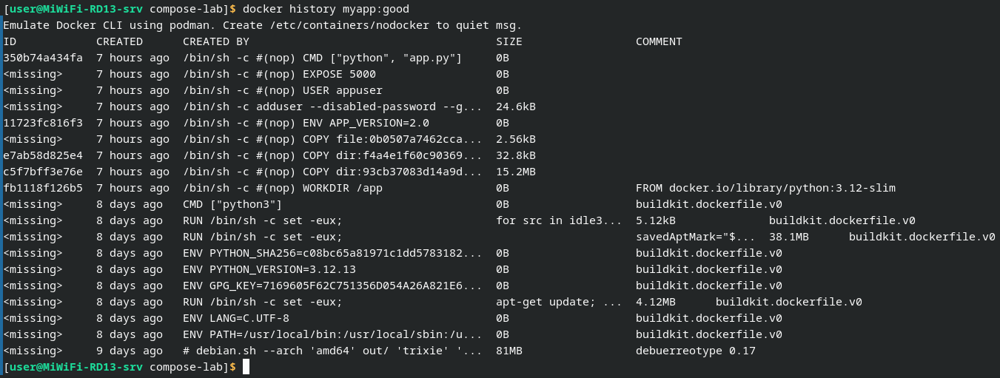 [user@MiWiFi-RD13-srv compose-lab]$ docker history myapp:good
Emulate Docker CLI using podman. Create /etc/containers/nodocker to quiet msg.
ID            CREATED      CREATED BY                                     SIZE                 COMMENT
350b74a434fa  7 hours ago  /bin/sh -c #(nop) CMD ["python", "app.py"]     0B
<missing>     7 hours ago  /bin/sh -c #(nop) EXPOSE 5000                  0B
<missing>     7 hours ago  /bin/sh -c #(nop) USER appuser                 0B
<missing>     7 hours ago  /bin/sh -c adduser --disabled-password --g...  24.6kB
11723fc816f3  7 hours ago  /bin/sh -c #(nop) ENV APP_VERSION=2.0          0B
<missing>     7 hours ago  /bin/sh -c #(nop) COPY file:0b0507a7462cca...  2.56kB
e7ab58d825e4  7 hours ago  /bin/sh -c #(nop) COPY dir:f4a4e1f60c90369...  32.8kB
c5f7bff3e76e  7 hours ago  /bin/sh -c #(nop) COPY dir:93cb37083d14a9d...  15.2MB
fb1118f126b5  7 hours ago  /bin/sh -c #(nop) WORKDIR /app                 0B                   FROM docker.io/library/python:3.12-slim
<missing>     8 days ago   CMD ["python3"]                                0B                   buildkit.dockerfile.v0
<missing>     8 days ago   RUN /bin/sh -c set -eux;                       for src in idle3...  5.12kB              buildkit.dockerfile.v0
<missing>     8 days ago   RUN /bin/sh -c set -eux;                                            savedAptMark="$...  38.1MB      buildkit.dockerfile.v0
<missing>     8 days ago   ENV PYTHON_SHA256=c08bc65a81971c1dd5783182...  0B                   buildkit.dockerfile.v0
<missing>     8 days ago   ENV PYTHON_VERSION=3.12.13                     0B                   buildkit.dockerfile.v0
<missing>     8 days ago   ENV GPG_KEY=7169605F62C751356D054A26A821E6...  0B                   buildkit.dockerfile.v0
<missing>     8 days ago   RUN /bin/sh -c set -eux;                       apt-get update; ...  4.12MB      buildkit.dockerfile.v0
<missing>     8 days ago   ENV LANG=C.UTF-8                               0B                   buildkit.dockerfile.v0
<missing>     8 days ago   ENV PATH=/usr/local/bin:/usr/local/sbin:/u...  0B                   buildkit.dockerfile.v0
<missing>     9 days ago   # debian.sh --arch 'amd64' out/ 'trixie' '...  81MB                 debuerreotype 0.17
[user@MiWiFi-RD13-srv compose-lab]$